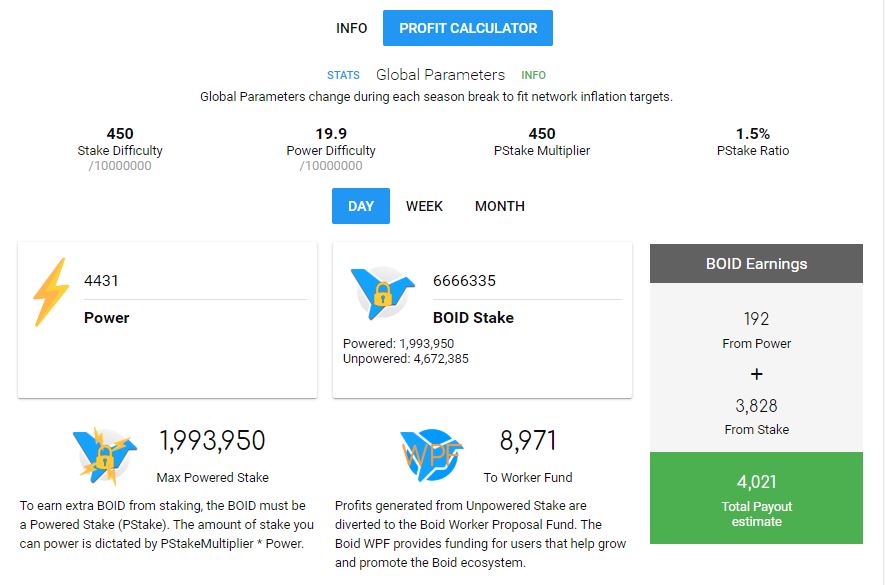 INFO PROFIT CALCULATOR
STATS Global Parameters INFO
Global Parameters change during each season break to fit network inflation targets.
450 19.9 450 1.5%
Stake Difficulty Power Difficulty PStake Multiplier PStake Ratio
/10000000 /10000000
DAY WEEK MONTH
4431
Power
6666335
BOID Stake
Powered: 1,993,950
Unpowered: 4,672,385
BOID Earnings
192
From Power
+
3,828
From Stake
4,021
Total Payout
estimate
1,993,950
Max Powered Stake
To earn extra BOID from staking, the BOID must be
a Powered Stake (PStake). The amount of stake you
can power is dictated by PStakeMultiplier * Power.
WPF
8,971
To Worker Fund
Profits generated from Unpowered Stake are
diverted to the Boid Worker Proposal Fund. The
Boid WPF provides funding for users that help grow
and promote the Boid ecosystem.